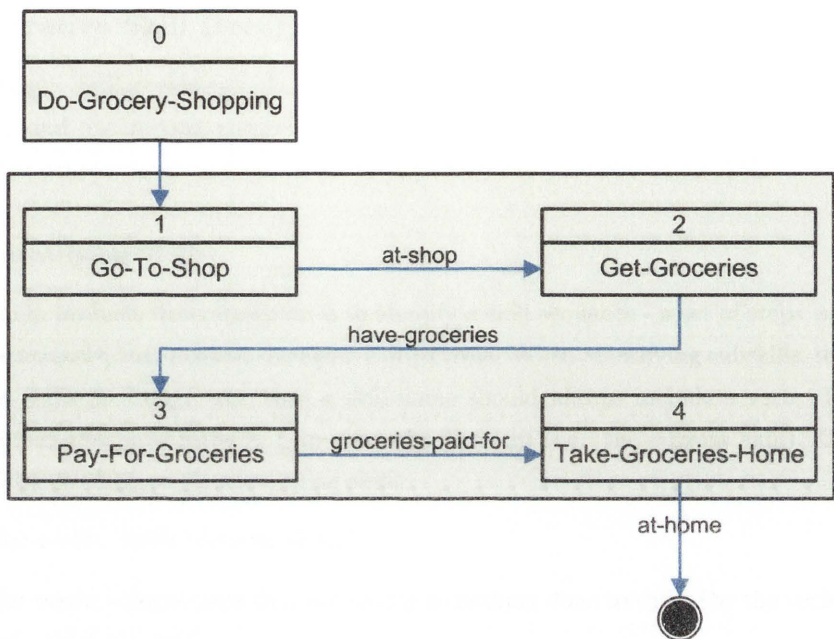 0
Do-Grocery-Shopping
1
Go-To-Shop
at-shop
2
Get-Groceries
have-groceries
3
Pay-For-Groceries
groceries-paid-for
4
Take-Groceries-Home
at-home